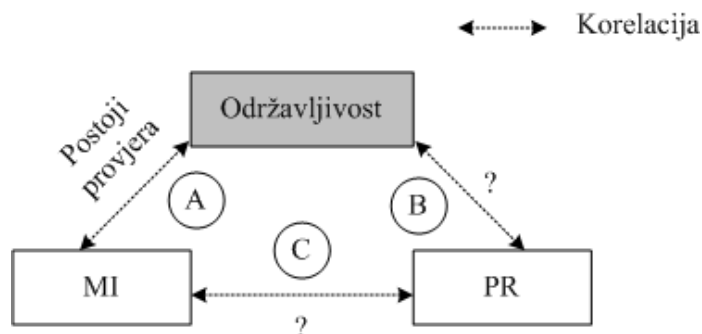 Korelacija
Održavljivost
Postoji
provjera
A
B
?
C
MI
PR
?